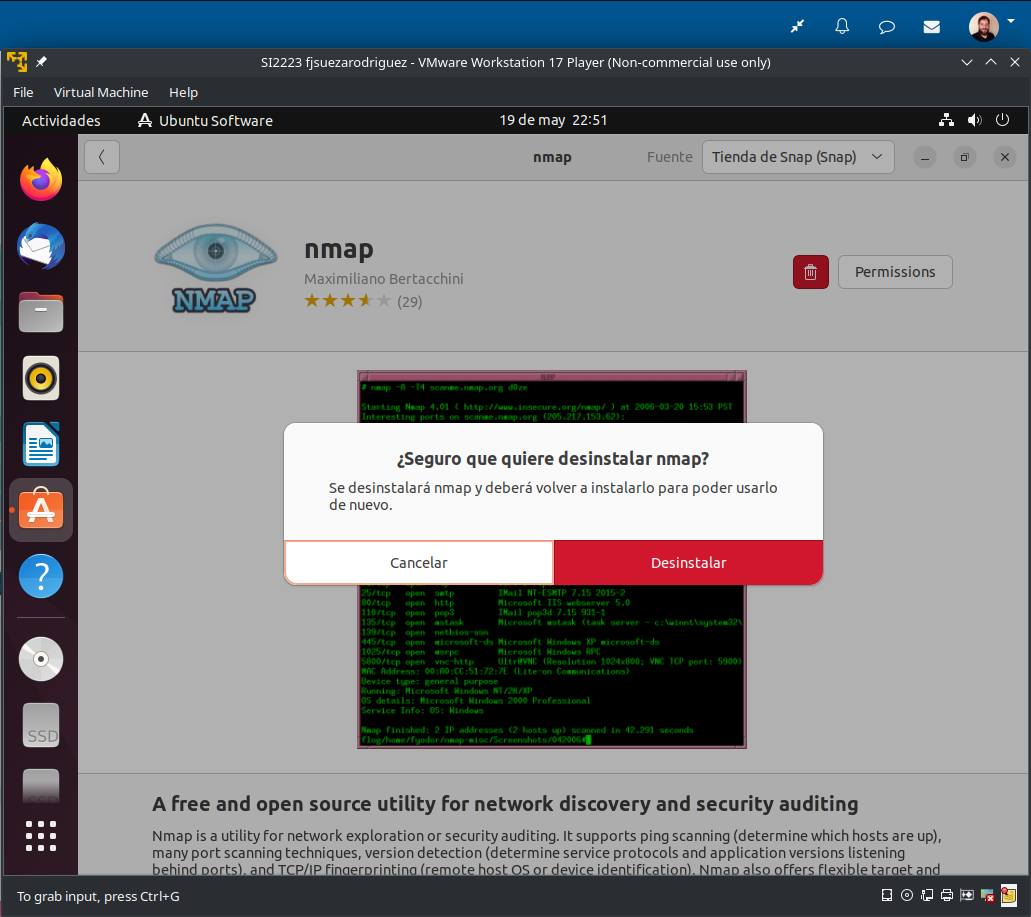 SI2223 fjsuezarodriguez - VMware Workstation 17 Player (Non-commercial use only)
File Virtual Machine Help
Actividades Ubuntu Software 19 de may 22:51
nmap Fuente Tienda de Snap (Snap)
NMAP
nmap
Maximiliano Bertacchini
(29)
Permissions
# nmap -A -T4 scanme.nmap.org d0ze
Starting Nmap 4.01 ( http://www.insecure.org/nmap/ ) at 2006-03-20 15:53 PST
Interesting ports on scanme.nmap.org (205.217.153.62):
¿Seguro que quiere desinstalar nmap?
Se desinstalará nmap y deberá volver a instalarlo para poder usarlo
de nuevo.
Cancelar Desinstalar
25/tcp open smtp IMail NT-ESMTP 7.15 2015-2
80/tcp open http Microsoft IIS webserver 5.0
110/tcp open pop3 IMail pop3d 7.15 931-1
135/tcp open mstask Microsoft mstask (task server - c:\winnt\system32\
139/tcp open netbios-ssn
445/tcp open microsoft-ds Microsoft Windows XP microsoft-ds
1025/tcp open msrpc Microsoft Windows RPC
5800/tcp open vnc-http Ultr@VNC (Resolution 1024x800; VNC TCP port: 5900)
MAC Address: 00:A0:CC:51:72:7E (Lite-on Communications)
Device type: general purpose
Running: Microsoft Windows NT/2K/XP
OS details: Microsoft Windows 2000 Professional
Service Info: OS: Windows
Nmap finished: 2 IP addresses (2 hosts up) scanned in 42.291 seconds
flog/home/fyodor/nmap-misc/Screenshots/042006#
SSD
SSD
A free and open source utility for network discovery and security auditing
Nmap is a utility for network exploration or security auditing. It supports ping scanning (determine which hosts are up),
many port scanning techniques, version detection (determine service protocols and application versions listening
behind ports), and TCP/IP fingerprinting (remote host OS or device identification). Nmap also offers flexible target and
To grab input, press Ctrl+G